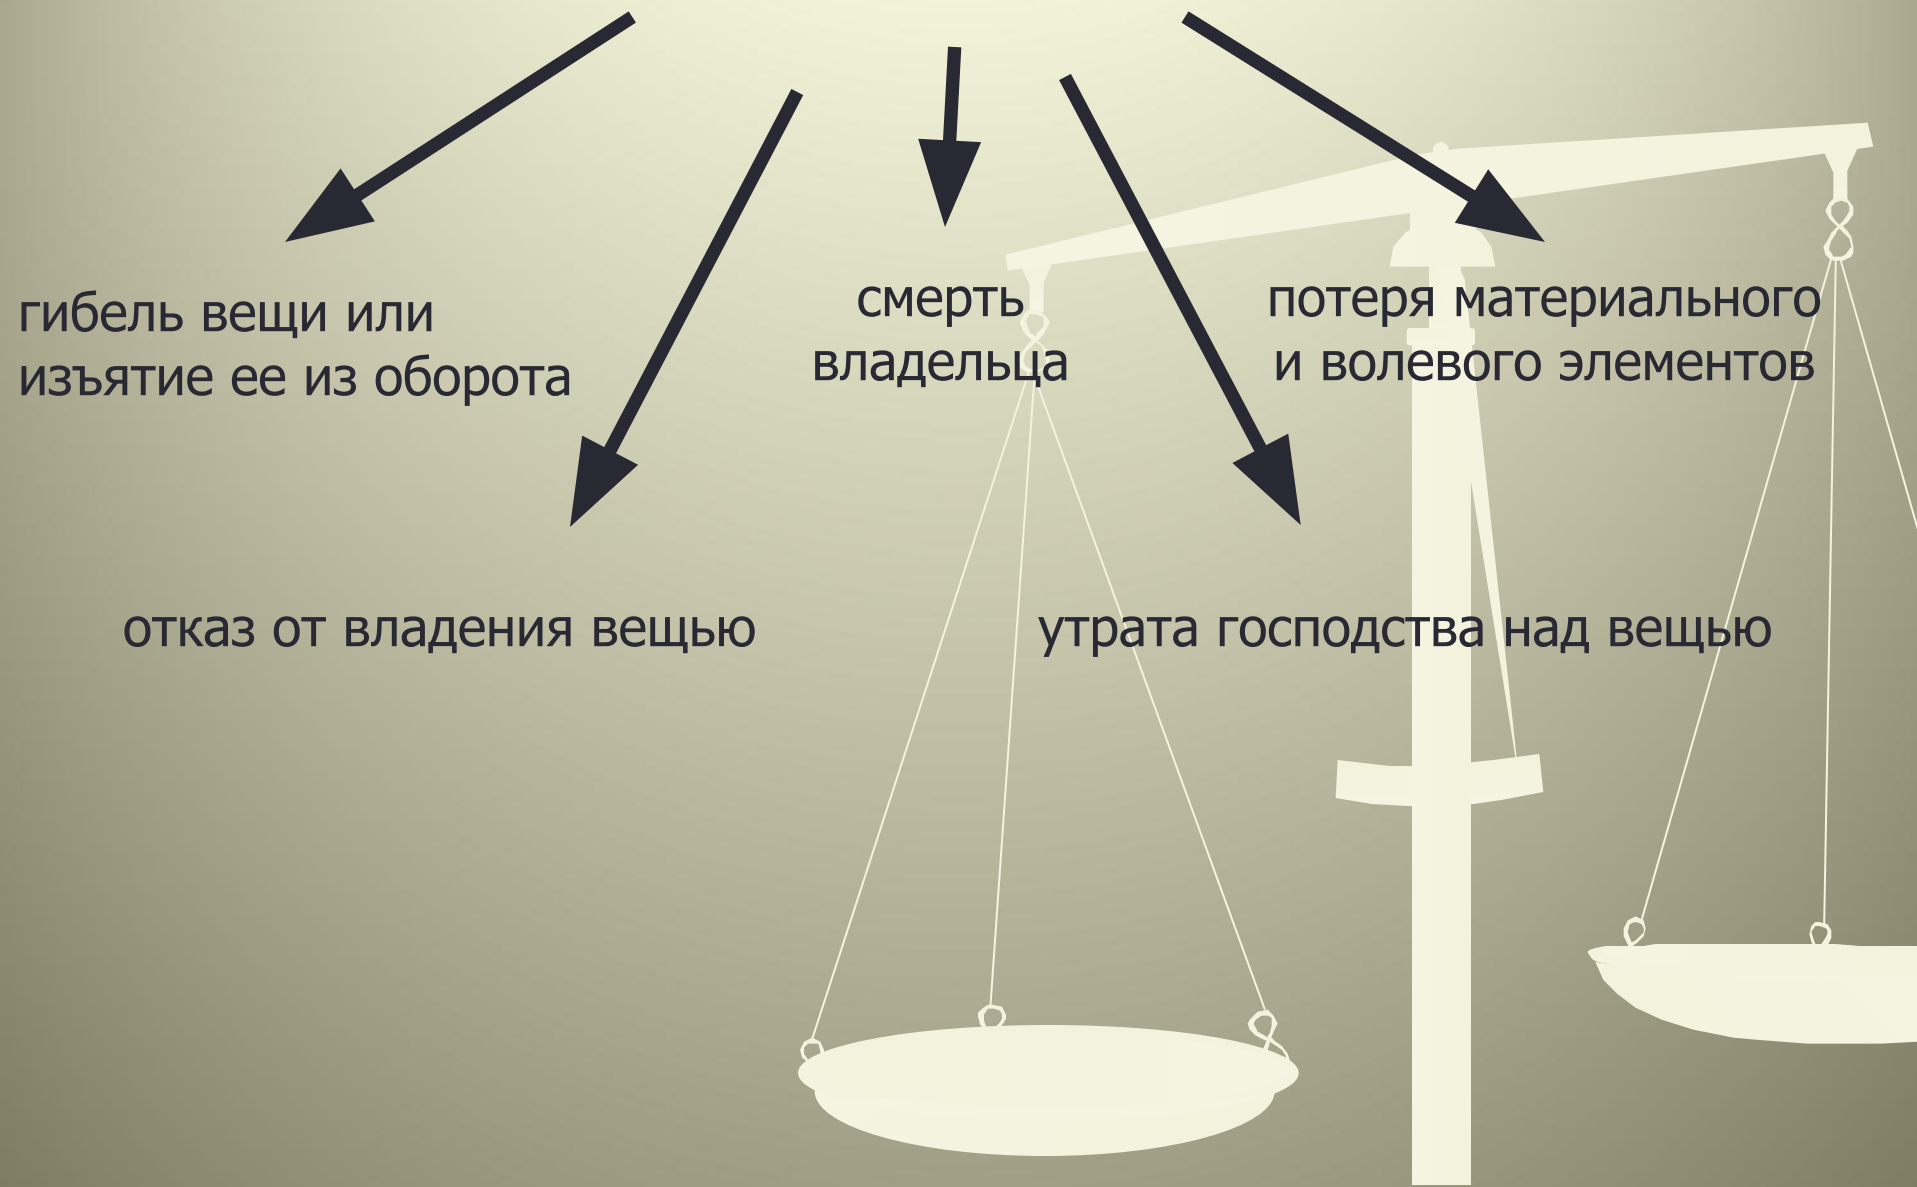 гибель вещи или
изъятие ее из оборота
смерть
владельца
потеря материального
и волевого элементов
отказ от владения вещью
утрата господства над вещью